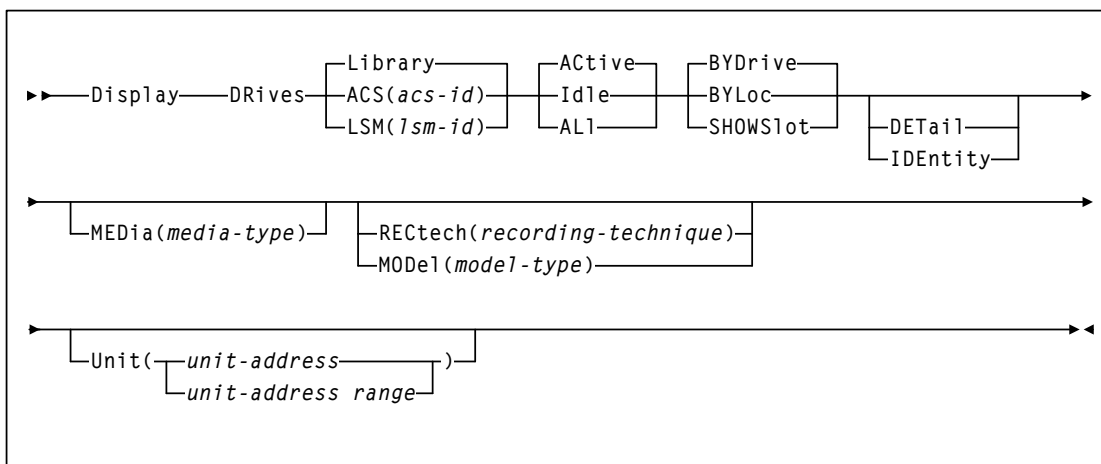 Library ACtive BYDrive
Display DRives ACS(acs-id) Idle BYLoc
LSM(lsm-id) ALl SHOWSlot DETail
IDEntity
MEDia(media-type) RECtech(recording-technique)
MODel(model-type)
Unit( unit-address )
unit-address range